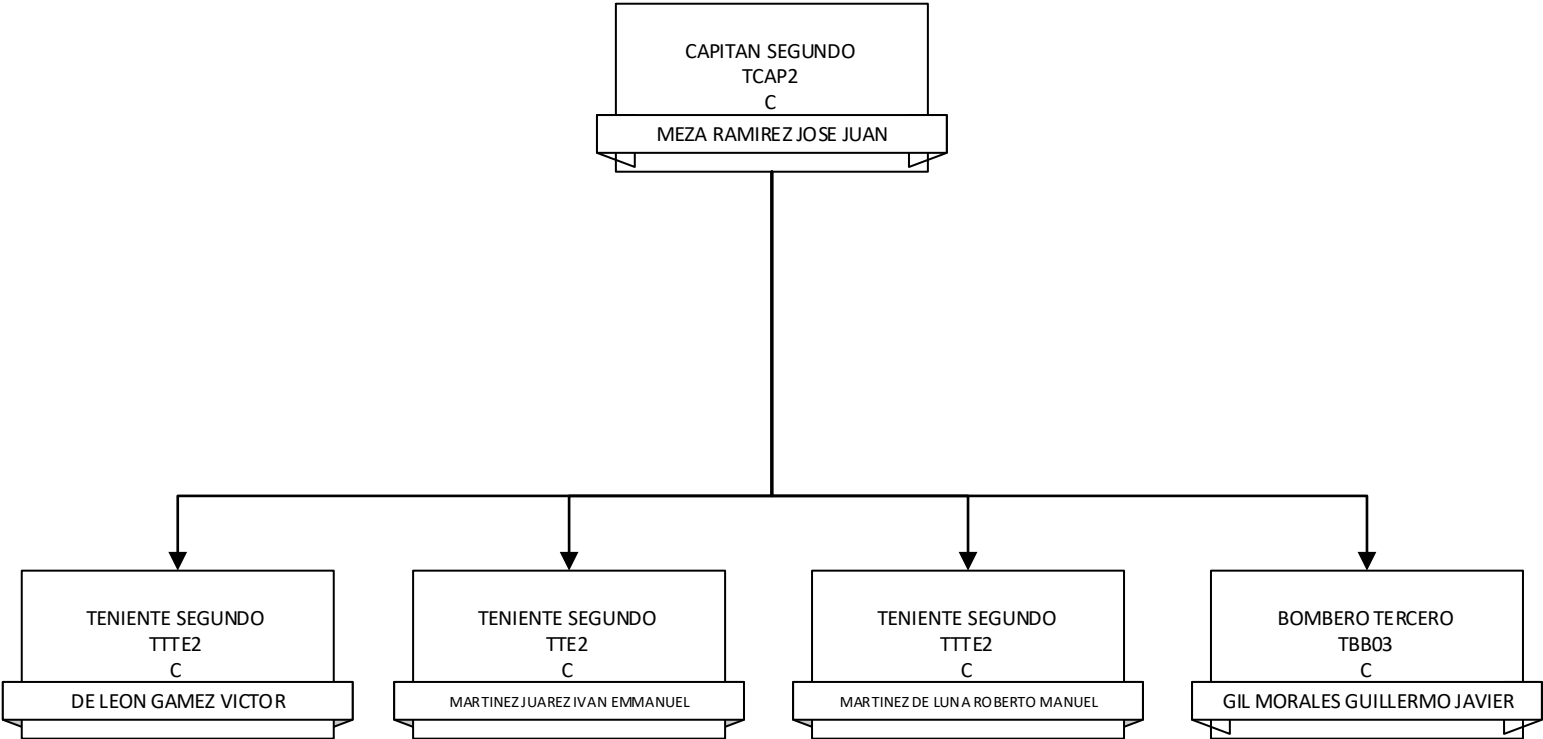 CAPITAN SEGUNDO
TCAP2
C
MEZA RAMIREZ JOSE JUAN
TENIENTE SEGUNDO
TTTE2
C
DE LEON GAMEZ VICTOR
TENIENTE SEGUNDO
TTE2
C
MARTINEZ JUAREZ IVAN EMMANUEL
TENIENTE SEGUNDO
TTTE2
C
MARTINEZ DE LUNA ROBERTO MANUEL
BOMBERO TERCERO
TBB03
C
GIL MORALES GUILLERMO JAVIER